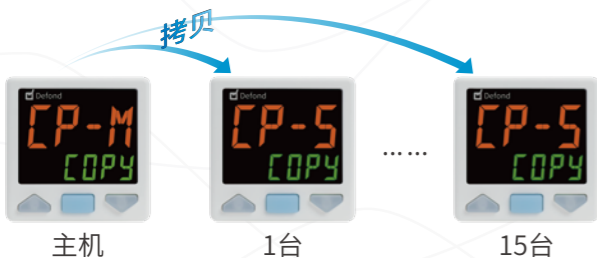 拷贝
Defond
CP-M
COPY
Defond
CP-S
COPY
……
Defond
CP-S
COPY
主机
1台
15台